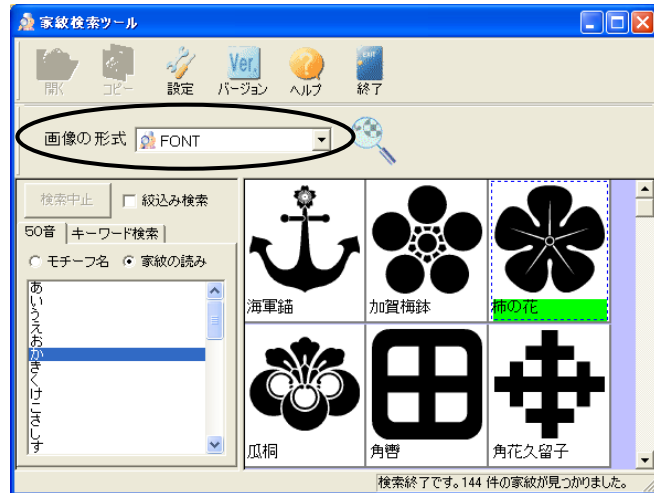 家紋検索ツール
開く コピー 設定 Ver. バージョン ヘルプ EXIT 終了
画像の形式 FONT
検索中止 絞込み検索
50音 キーワード検索
モチーフ名 家紋の読み
あ
い
う
え
お
か
き
く
け
こ
さ
し
す
海軍錨 加賀梅鉢 柿の花
瓜桐 角轡 角花久留子
検索終了です。144 件の家紋が見つかりました。